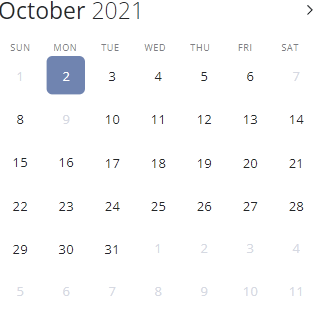 October 2021
SUN MON TUE WED THU FRI SAT
1 2 3 4 5 6 7
8 9 10 11 12 13 14
15 16 17 18 19 20 21
22 23 24 25 26 27 28
29 30 31 1 2 3 4
5 6 7 8 9 10 11